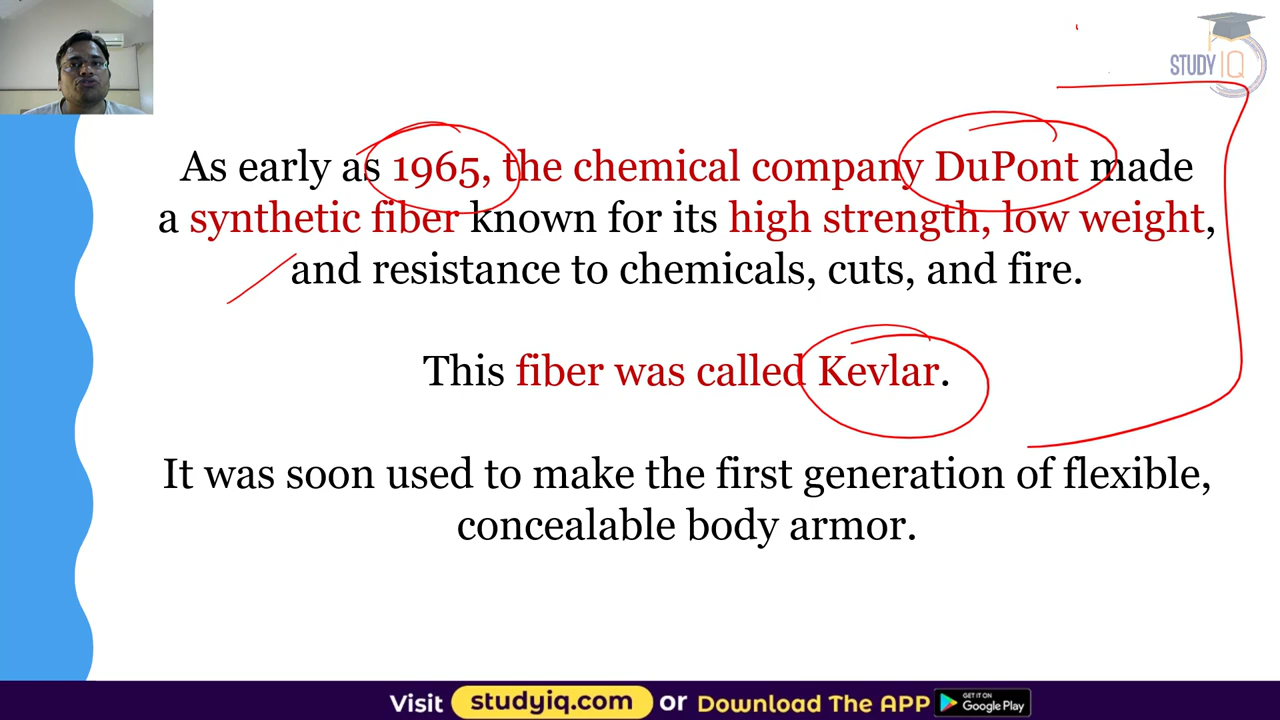 STUDY IQ
As early as 1965, the chemical company DuPont made
a synthetic fiber known for its high strength, low weight,
and resistance to chemicals, cuts, and fire.
This fiber was called Kevlar.
It was soon used to make the first generation of flexible,
concealable body armor.
Visit studyiq.com or Download The APP GET IT ON Google Play